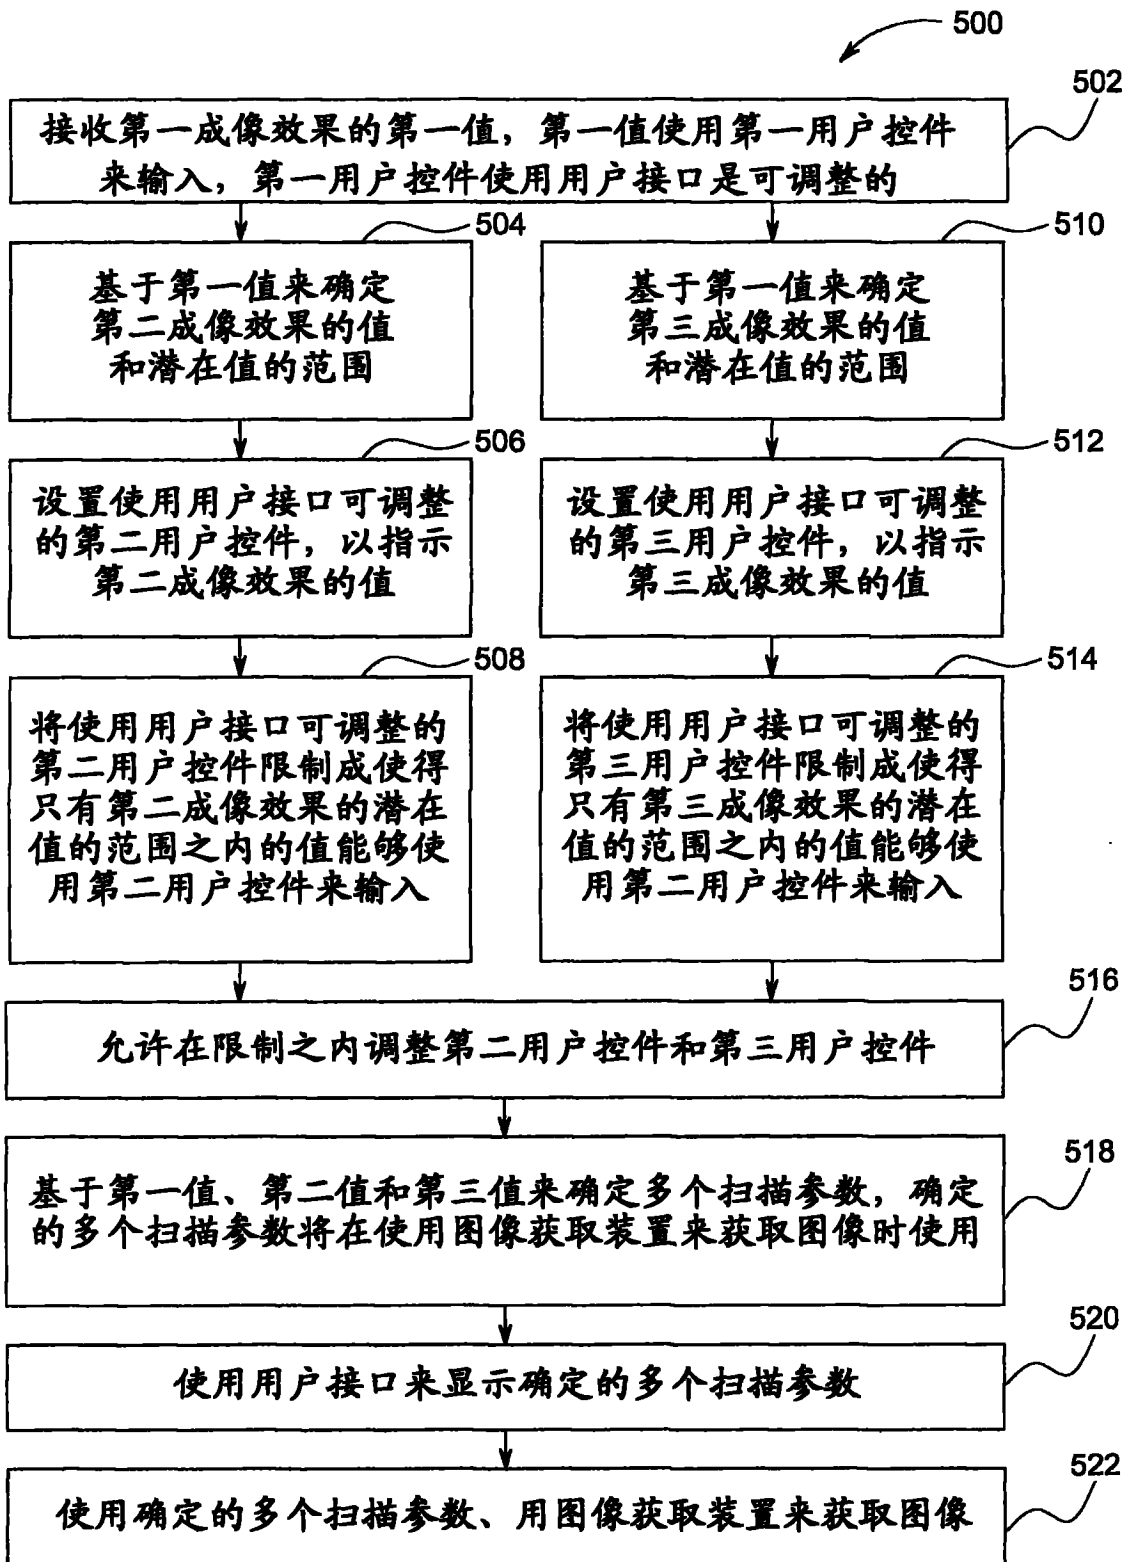 500
502
接收第一成像效果的第一值，第一值使用第一用户控件
来输入，第一用户控件使用用户接口是可调整的
504
基于第一值来确定
第二成像效果的值
和潜在值的范围
506
设置使用用户接口可调整
的第二用户控件，以指示
第二成像效果的值
508
将使用用户接口可调整的
第二用户控件限制成使得
只有第二成像效果的潜在
值的范围之内的值能够使
用第二用户控件来输入
510
基于第一值来确定
第三成像效果的值
和潜在值的范围
512
设置使用用户接口可调整
的第三用户控件，以指示
第三成像效果的值
514
将使用用户接口可调整的
第三用户控件限制成使得
只有第三成像效果的潜在
值的范围之内的值能够使
用第二用户控件来输入
516
允许在限制之内调整第二用户控件和第三用户控件
518
基于第一值、第二值和第三值来确定多个扫描参数，确定
的多个扫描参数将在使用图像获取装置来获取图像时使用
520
使用用户接口来显示确定的多个扫描参数
522
使用确定的多个扫描参数、用图像获取装置来获取图像